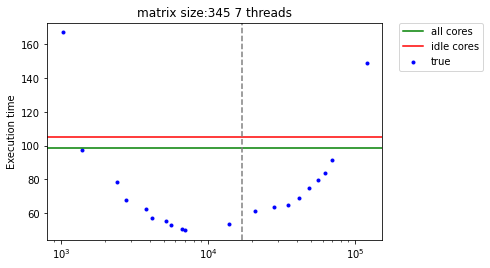 matrix size:345 7 threads
all cores
idle cores
true
Execution time
160
140
120
100
80
60
10³
10⁴
10⁵